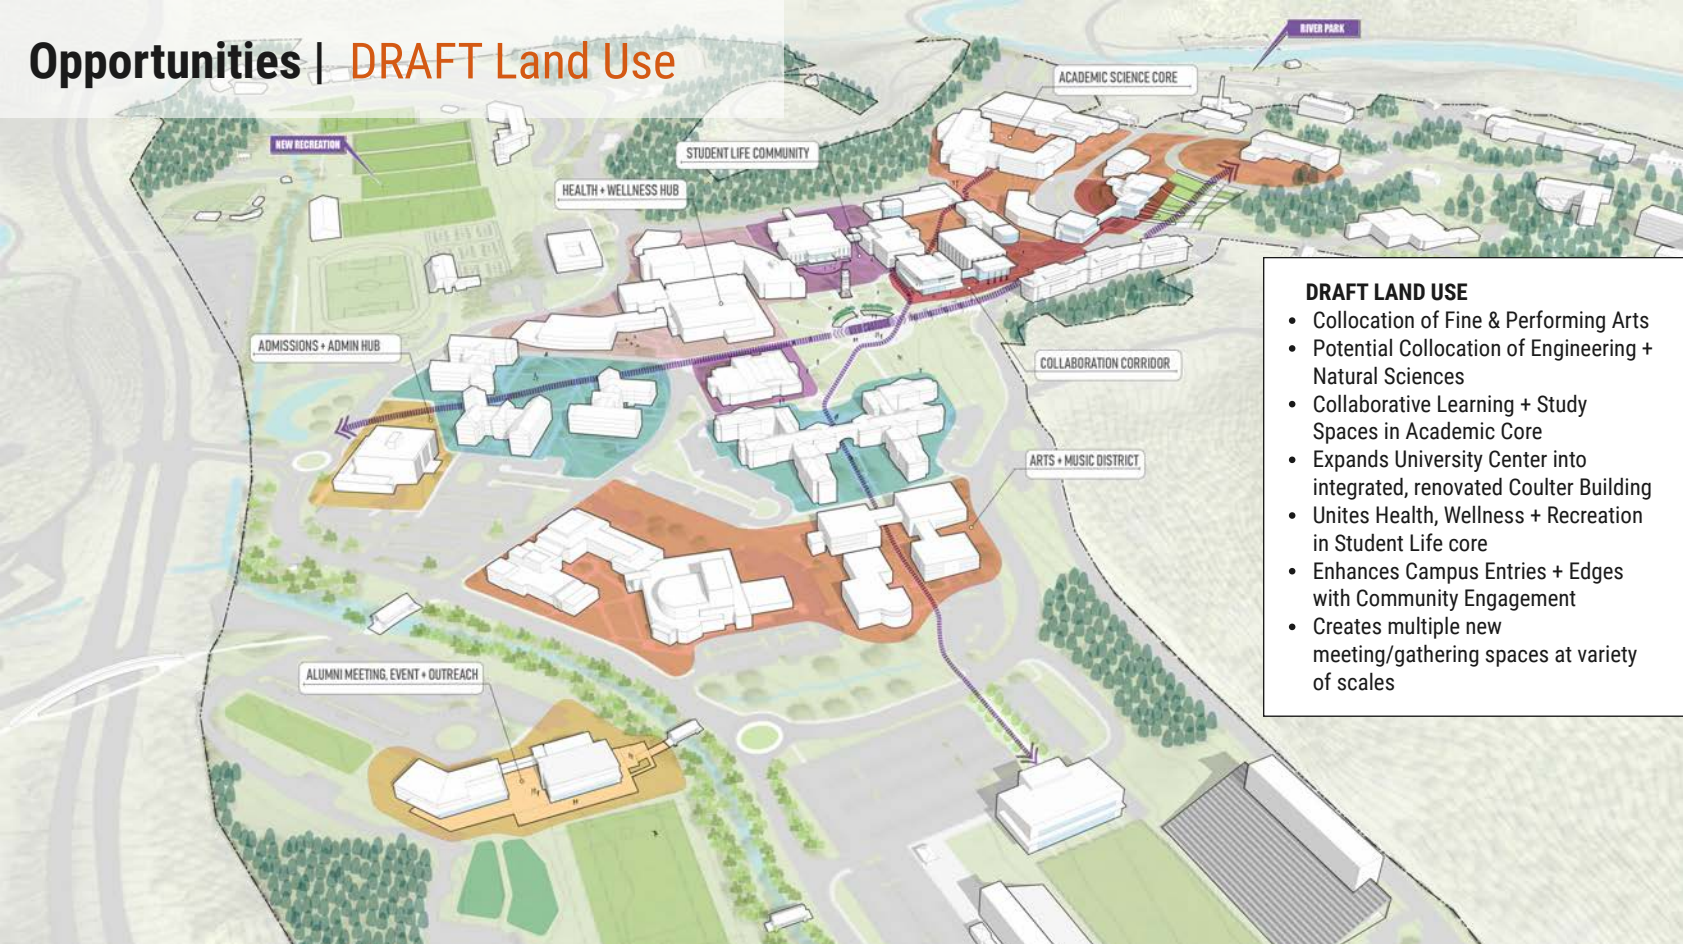 Opportunities | DRAFT Land Use
RIVER PARK
ACADEMIC SCIENCE CORE
NEW RECREATION
STUDENT LIFE COMMUNITY
HEALTH + WELLNESS HUB
ADMISSIONS + ADMIN HUB
COLLABORATION CORRIDOR
ARTS + MUSIC DISTRICT
ALUMNI MEETING, EVENT + OUTREACH
DRAFT LAND USE
• Collocation of Fine & Performing Arts
• Potential Collocation of Engineering +
Natural Sciences
• Collaborative Learning + Study
Spaces in Academic Core
• Expands University Center into
integrated, renovated Coulter Building
• Unites Health, Wellness + Recreation
in Student Life core
• Enhances Campus Entries + Edges
with Community Engagement
• Creates multiple new
meeting/gathering spaces at variety
of scales